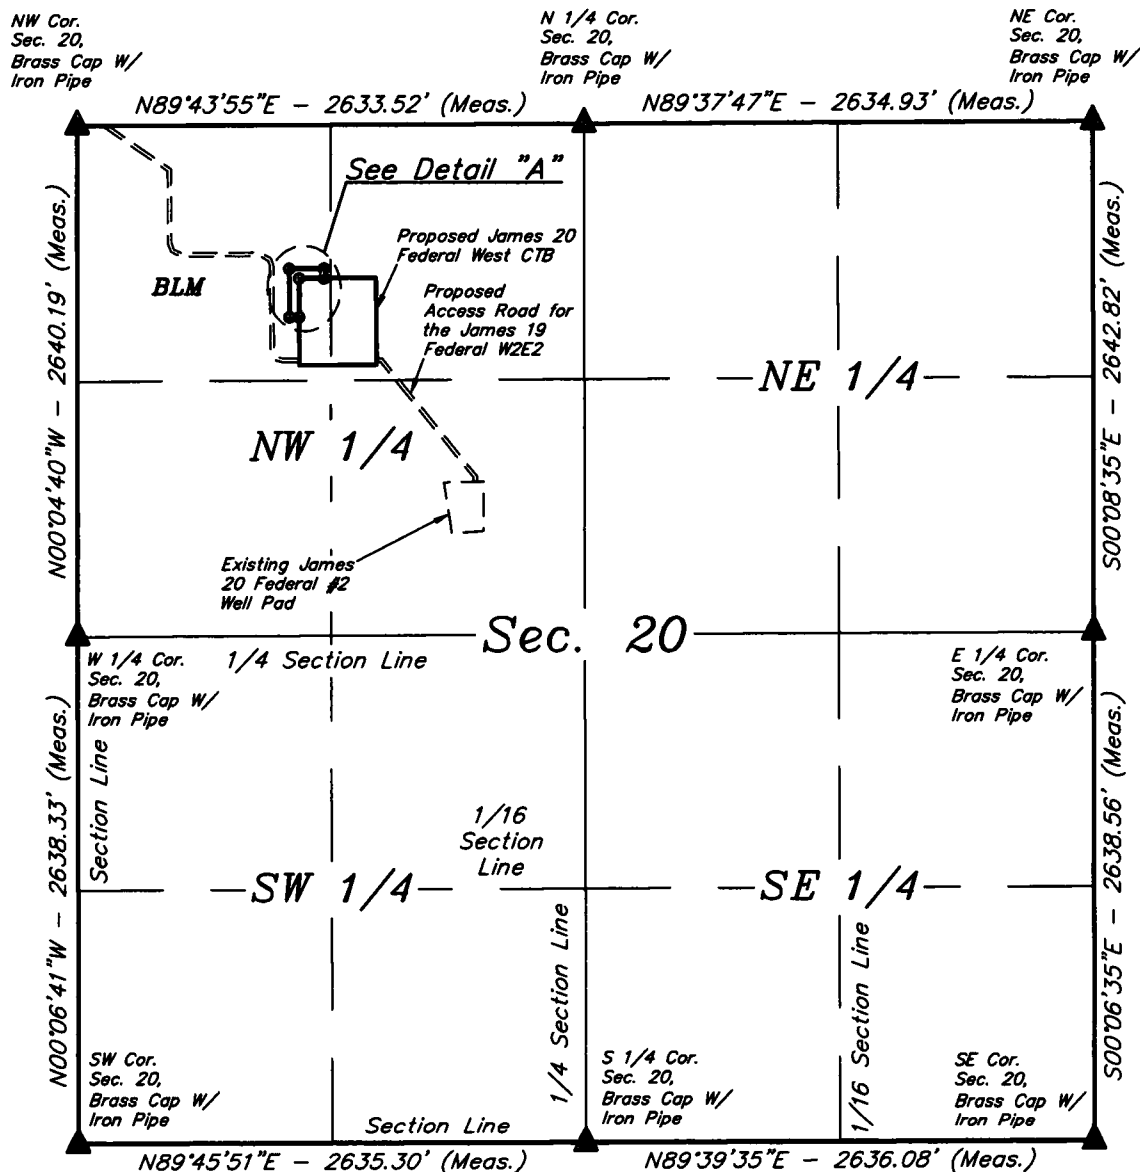 NW Cor.
Sec. 20,
Brass Cap W/
Iron Pipe
N 1/4 Cor.
Sec. 20,
Brass Cap W/
Iron Pipe
NE Cor.
Sec. 20,
Brass Cap W/
Iron Pipe
N89°43'55"E - 2633.52' (Meas.)
N89°37'47"E - 2634.93' (Meas.)
See Detail "A"
Proposed James 20
Federal West CTB
BLM
Proposed
Access Road for
the James 19
Federal W2E2
N00°04'40"W - 2640.19' (Meas.)
S00°08'35"E - 2642.82' (Meas.)
NE 1/4
NW 1/4
Existing James
20 Federal #2
Well Pad
Sec. 20
W 1/4 Cor.
Sec. 20,
Brass Cap W/
Iron Pipe
1/4 Section Line
E 1/4 Cor.
Sec. 20,
Brass Cap W/
Iron Pipe
N00°06'41"W - 2638.33' (Meas.)
Section Line
1/16
Section
Line
S00°06'35"E - 2638.56' (Meas.)
SW 1/4
SE 1/4
1/4 Section Line
1/16 Section Line
SW Cor.
Sec. 20,
Brass Cap W/
Iron Pipe
S 1/4 Cor.
Sec. 20,
Brass Cap W/
Iron Pipe
SE Cor.
Sec. 20,
Brass Cap W/
Iron Pipe
Section Line
N89°45'51"E - 2635.30' (Meas.)
N89°39'35"E - 2636.08' (Meas.)